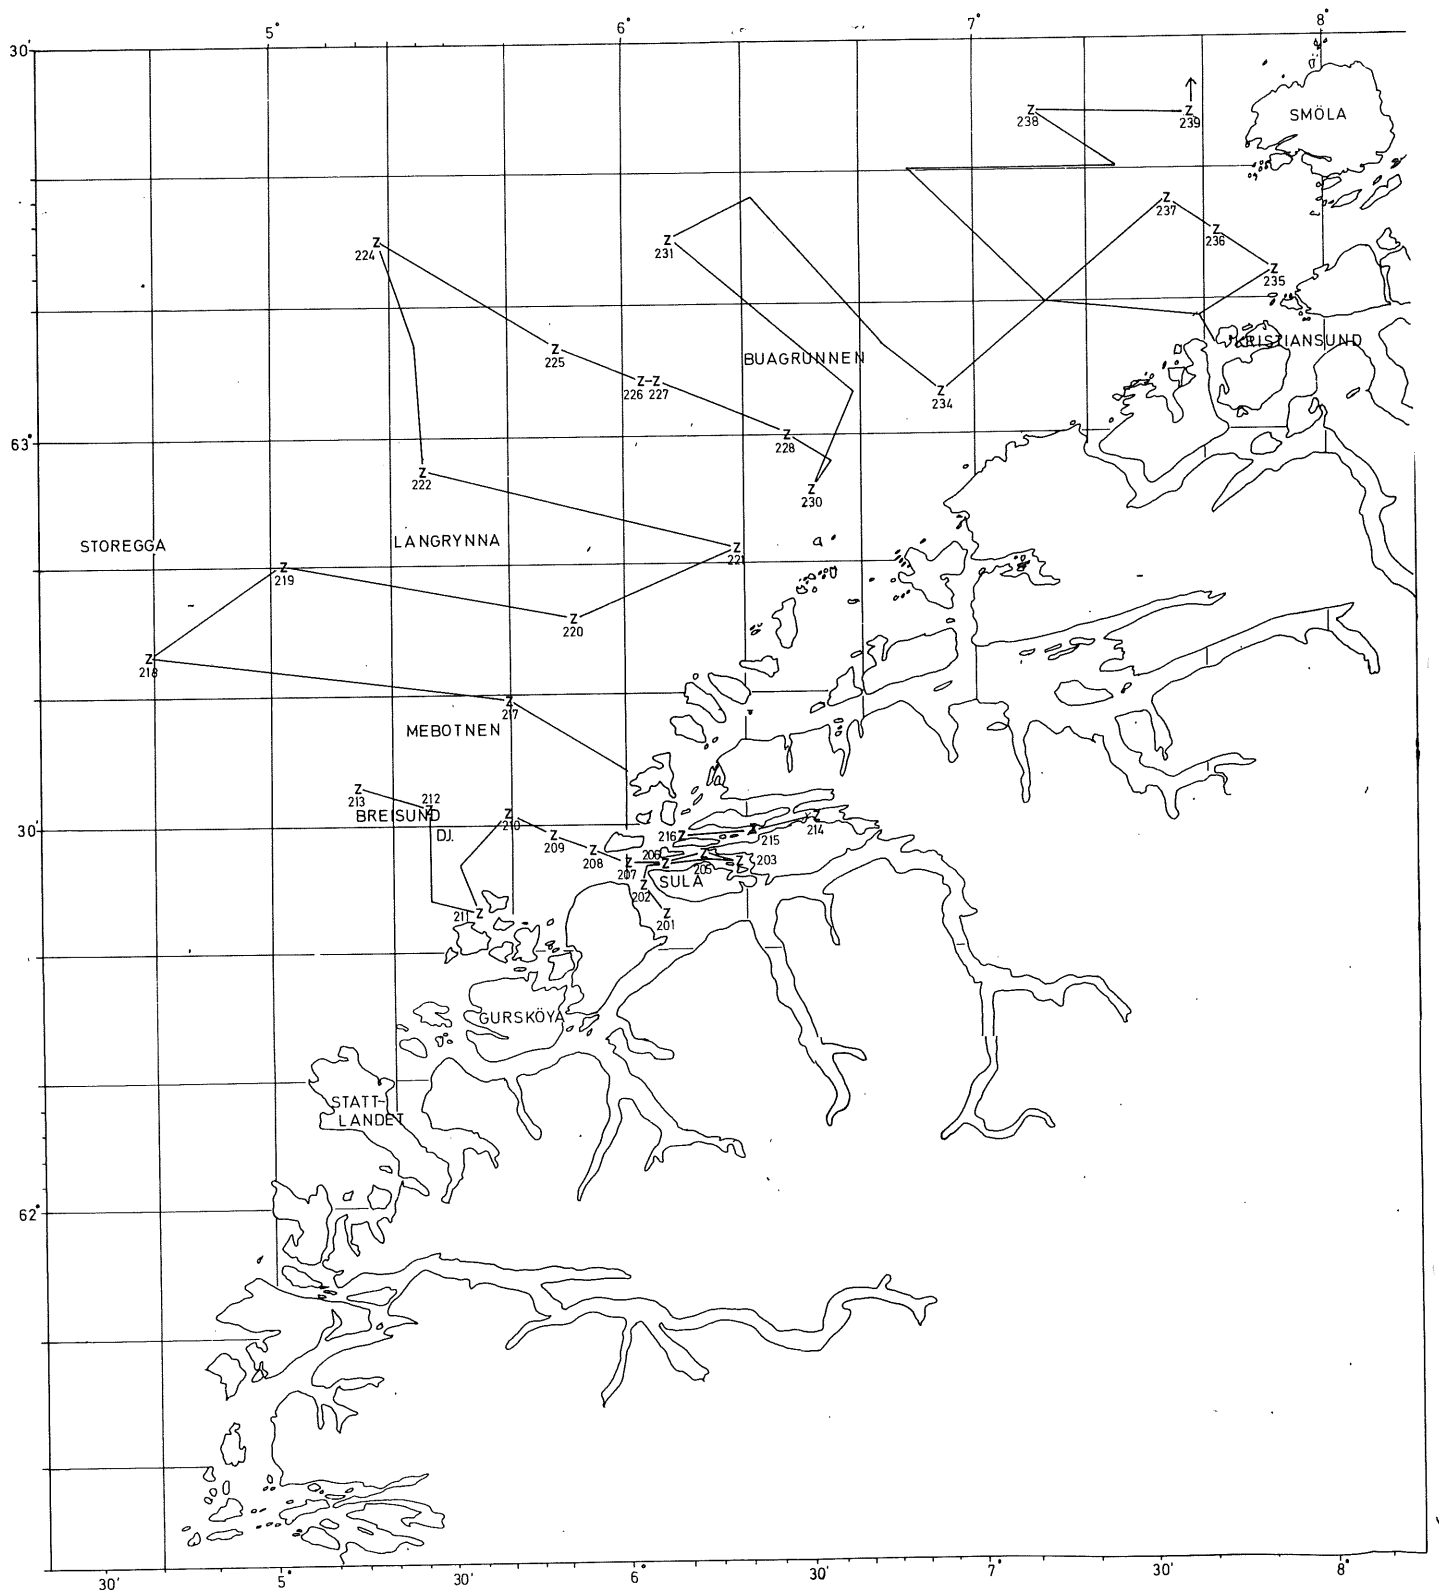 5° 6° 7° 8°
30'
Z
238
Z
239
SMÖLA
Z
237
Z
236
Z
224
Z
231
Z
235
KRISTIANSUND
Z
225
BUAGRUNNEN
Z-Z
226 227
Z
234
63°
Z
228
Z
222
Z
230
STOREGGA
LANGRYNNA
Z
221
Z
219
Z
220
Z
218
Z
217
MEBOTNEN
Z
213
212
BREISUND
DJ.
Z
210
Z
214
30'
Z
209
216 Z
Z
215
Z
208
Z
207
206 Z
Z
205
Z
203
SULA
Z
202
Z
201
211 Z
GURSKÖYA
STATT-
LANDET
62°
30' 5° 30' 6° 30' 7° 30' 8°
30'